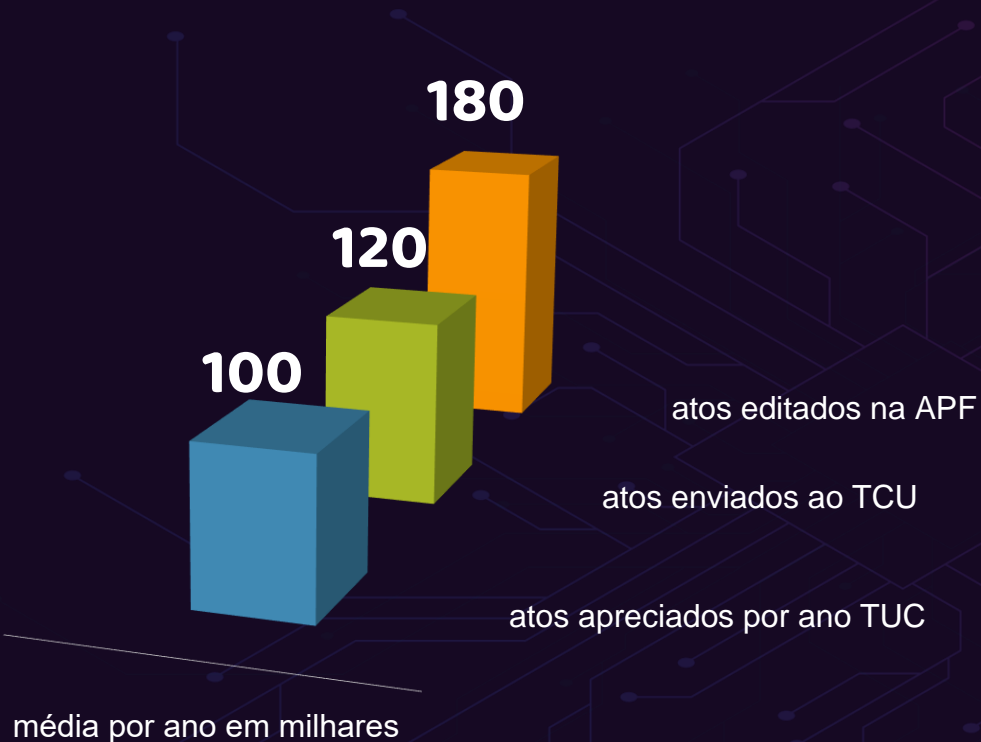 180
120
100
atos editados na APF
atos enviados ao TCU
atos apreciados por ano TUC
média por ano em milhares